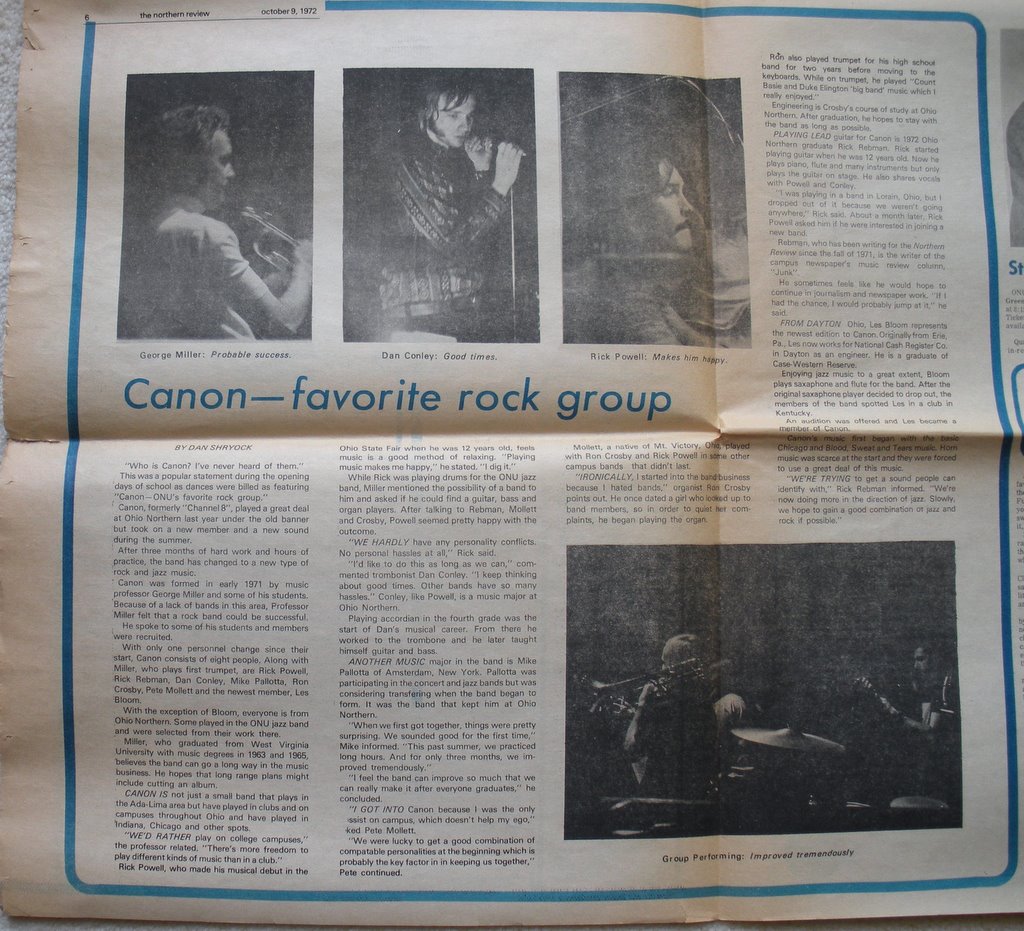 6
the northern review
october 9, 1972
George Miller: Probable success.
Dan Conley: Good times.
Rick Powell: Makes him happy.
Canon—favorite rock group
BY DAN SHRYOCK
"Who is Canon? I've never heard of them."
This was a popular statement during the opening
days of school as dances were billed as featuring
"Canon—ONU's favorite rock group."
Canon, formerly "Channel 8", played a great deal
at Ohio Northern last year under the old banner
but took on a new member and a new sound
during the summer.
After three months of hard work and hours of
practice, the band has changed to a new type of
rock and jazz music.
Canon was formed in early 1971 by music
professor George Miller and some of his students.
Because of a lack of bands in this area, Professor
Miller felt that a rock band could be successful.
He spoke to some of his students and members
were recruited.
With only one personnel change since their
start, Canon consists of eight people. Along with
Miller, who plays first trumpet, are Rick Powell,
Rick Rebman, Dan Conley, Mike Pallotta, Ron
Crosby, Pete Mollett and the newest member, Les
Bloom.
With the exception of Bloom, everyone is from
Ohio Northern. Some played in the ONU jazz band
and were selected from their work there.
Miller, who graduated from West Virginia
University with music degrees in 1963 and 1965,
believes the band can go a long way in the music
business. He hopes that long range plans might
include cutting an album.
CANON IS not just a small band that plays in
the Ada-Lima area but have played in clubs and on
campuses throughout Ohio and have played in
Indiana, Chicago and other spots.
"WE'D RATHER play on college campuses,"
the professor related. "There's more freedom to
play different kinds of music than in a club."
Rick Powell, who made his musical debut in the
Ohio State Fair when he was 12 years old, feels
music is a good method of relaxing. "Playing
music makes me happy," he stated. "I dig it."
While Rick was playing drums for the ONU jazz
band, Miller mentioned the possibility of a band to
him and asked if he could find a guitar, bass and
organ players. After talking to Rebman, Mollett
and Crosby, Powell seemed pretty happy with the
outcome.
"WE HARDLY have any personality conflicts.
No personal hassles at all," Rick said.
"I'd like to do this as long as we can," com-
mented trombonist Dan Conley. "I keep thinking
about good times. Other bands have so many
hassles." Conley, like Powell, is a music major at
Ohio Northern.
Playing accordian in the fourth grade was the
start of Dan's musical career. From there he
worked to the trombone and he later taught
himself guitar and bass.
ANOTHER MUSIC major in the band is Mike
Pallotta of Amsterdam, New York. Pallotta was
participating in the concert and jazz bands but was
considering transfering when the band began to
form. It was the band that kept him at Ohio
Northern.
"When we first got together, things were pretty
surprising. We sounded good for the first time,"
Mike informed. "This past summer, we practiced
long hours. And for only three months, we im-
proved tremendously."
"I feel the band can improve so much that we
can really make it after everyone graduates," he
concluded.
"I GOT INTO Canon because I was the only
ssist on campus, which doesn't help my ego,"
ked Pete Mollett.
"We were lucky to get a good combination of
compatable personalities at the beginning which is
probably the key factor in in keeping us together,"
Pete continued.
Mollett, a native of Mt. Victory, Ohio, played
with Ron Crosby and Rick Powell in some other
campus bands that didn't last.
"IRONICALLY, I started into the band business
because I hated bands," organist Ron Crosby
points out. He once dated a girl who looked up to
band members, so in order to quiet her com-
plaints, he began playing the organ.
Ron also played trumpet for his high school
band for two years before moving to the
keyboards. While on trumpet, he played "Count
Basie and Duke Elington 'big band' music which I
really enjoyed."
Engineering is Crosby's course of study at Ohio
Northern. After graduation, he hopes to stay with
the band as long as possible.
PLAYING LEAD guitar for Canon is 1972 Ohio
Northern graduate Rick Rebman. Rick started
playing guitar when he was 12 years old. Now he
plays piano, flute and many instruments but only
plays the guitar on stage. He also shares vocals
with Powell and Conley.
"I was playing in a band in Lorain, Ohio, but I
dropped out of it because we weren't going
anywhere," Rick said. About a month later, Rick
Powell asked him if he were interested in joining a
new band.
Rebman, who has been writing for the Northern
Review since the fall of 1971, is the writer of the
campus newspaper's music review column,
"Junk".
He sometimes feels like he would hope to
continue in journalism and newspaper work. "If I
had the chance, I would probably jump at it," he
said.
FROM DAYTON Ohio, Les Bloom represents
the newest edition to Canon. Originally from Erie,
Pa., Les now works for National Cash Register Co.
in Dayton as an engineer. He is a graduate of
Case-Western Reserve.
Enjoying jazz music to a great extent, Bloom
plays saxaphone and flute for the band. After the
original saxaphone player decided to drop out, the
members of the band spotted Les in a club in
Kentucky.
An audition was offered and Les became a
member of Canon.
Canon's music first began with the basic
Chicago and Blood, Sweat and Tears music. Horn
music was scarce at the start and they were forced
to use a great deal of this music.
"WE'RE TRYING to get a sound people can
identify with," Rick Rebman informed. "We're
now doing more in the direction of jazz. Slowly,
we hope to gain a good combination of jazz and
rock if possible."
Group Performing: Improved tremendously
St